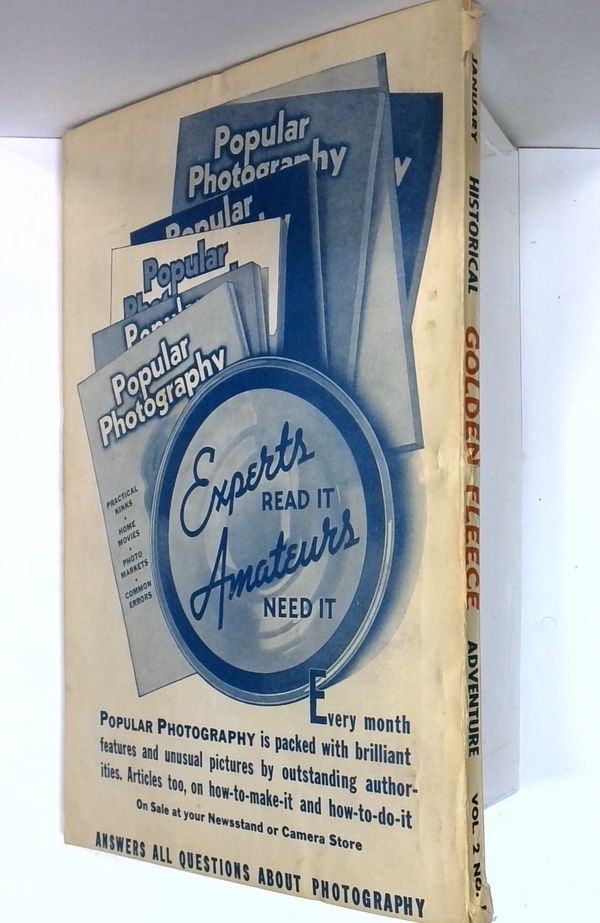 Popular
Photography
y
Popular
Popular
Popular
Popular
Photography
PRACTICAL
KINKS
•
HOME
MOVIES
•
PHOTO
MARKETS
•
COMMON
ERRORS
Experts
READ IT
Amateurs
NEED IT
Every month
POPULAR PHOTOGRAPHY is packed with brilliant
features and unusual pictures by outstanding author-
ities. Articles too, on how-to-make-it and how-to-do-it
On Sale at your Newsstand or Camera Store
ANSWERS ALL QUESTIONS ABOUT PHOTOGRAPHY
JANUARY HISTORICAL GOLDEN FLEECE ADVENTURE VOL. 2 NO.